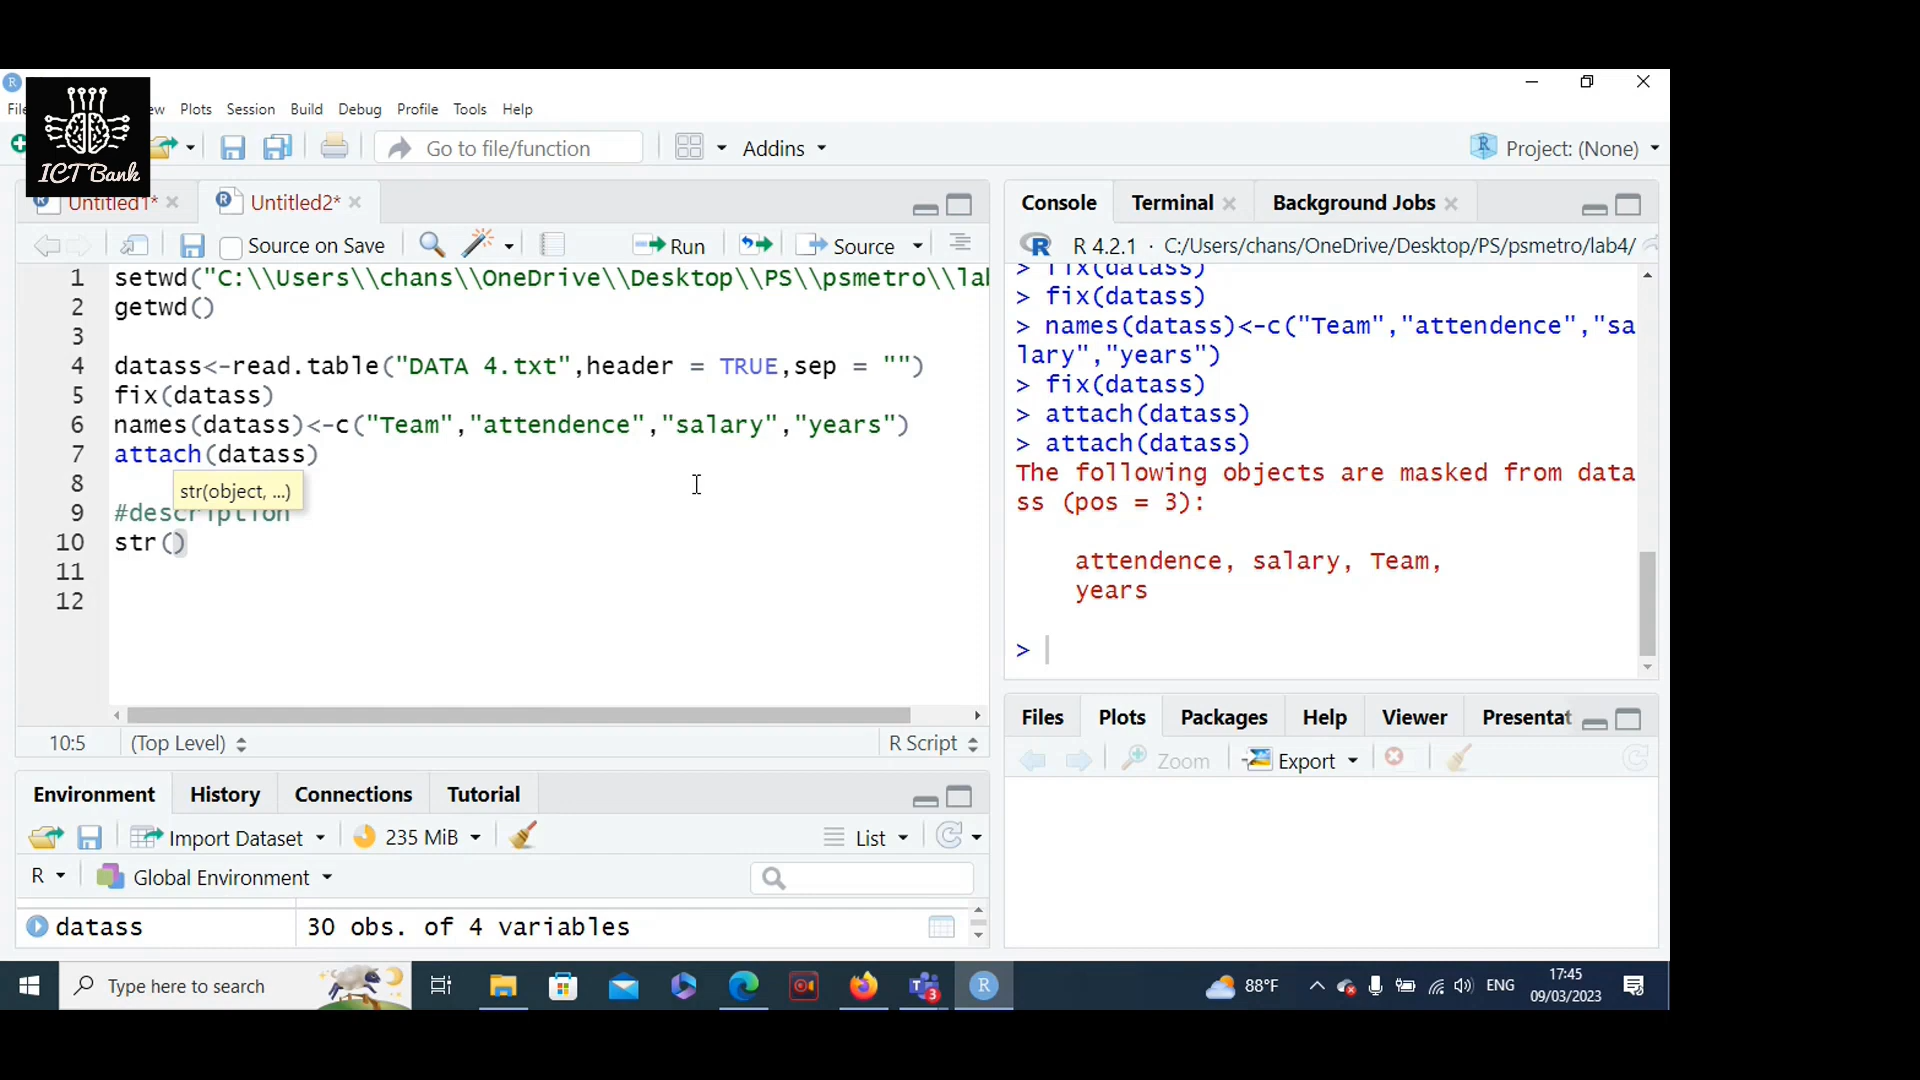 ICT Bank
Plots Session Build Debug Profile Tools Help
Go to file/function
Addins
Project: (None)
Untitled1*
Untitled2*
Source on Save
Run
Source
1 setwd("C:\\Users\\chans\\OneDrive\\Desktop\\PS\\psmetro\\lab
2 getwd()
3
4 datass<-read.table("DATA 4.txt",header = TRUE,sep = "")
5 fix(datass)
6 names(datass)<-c("Team","attendence","salary","years")
7 attach(datass)
8
str(object, ...)
9 #description
10 str()
11
12
10:5 (Top Level) R Script
Console Terminal Background Jobs
R 4.2.1 · C:/Users/chans/OneDrive/Desktop/PS/psmetro/lab4/
> fix(datass)
> fix(datass)
> names(datass)<-c("Team","attendence","sa
lary","years")
> fix(datass)
> attach(datass)
> attach(datass)
The following objects are masked from data
ss (pos = 3):
attendence, salary, Team,
years
>
Files Plots Packages Help Viewer Presentat
Zoom Export
Environment History Connections Tutorial
Import Dataset 235 MiB List
R Global Environment
datass 30 obs. of 4 variables
Type here to search
3
88°F
ENG
17:45
09/03/2023